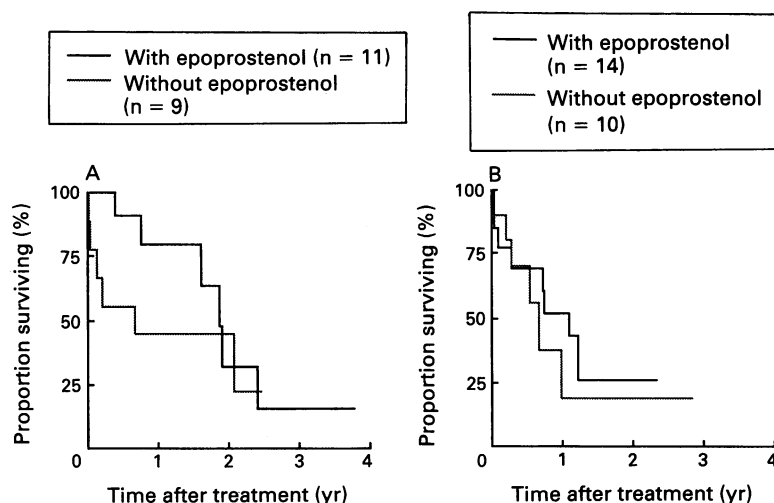 With epoprostenol (n = 11)
Without epoprostenol
(n = 9)
With epoprostenol
(n = 14)
Without epoprostenol
(n = 10)
A
100
75
50
25
0
1
2
3
4
Proportion surviving (%)
Time after treatment (yr)
B
100
75
50
25
0
1
2
3
4
Proportion surviving (%)
Time after treatment (yr)